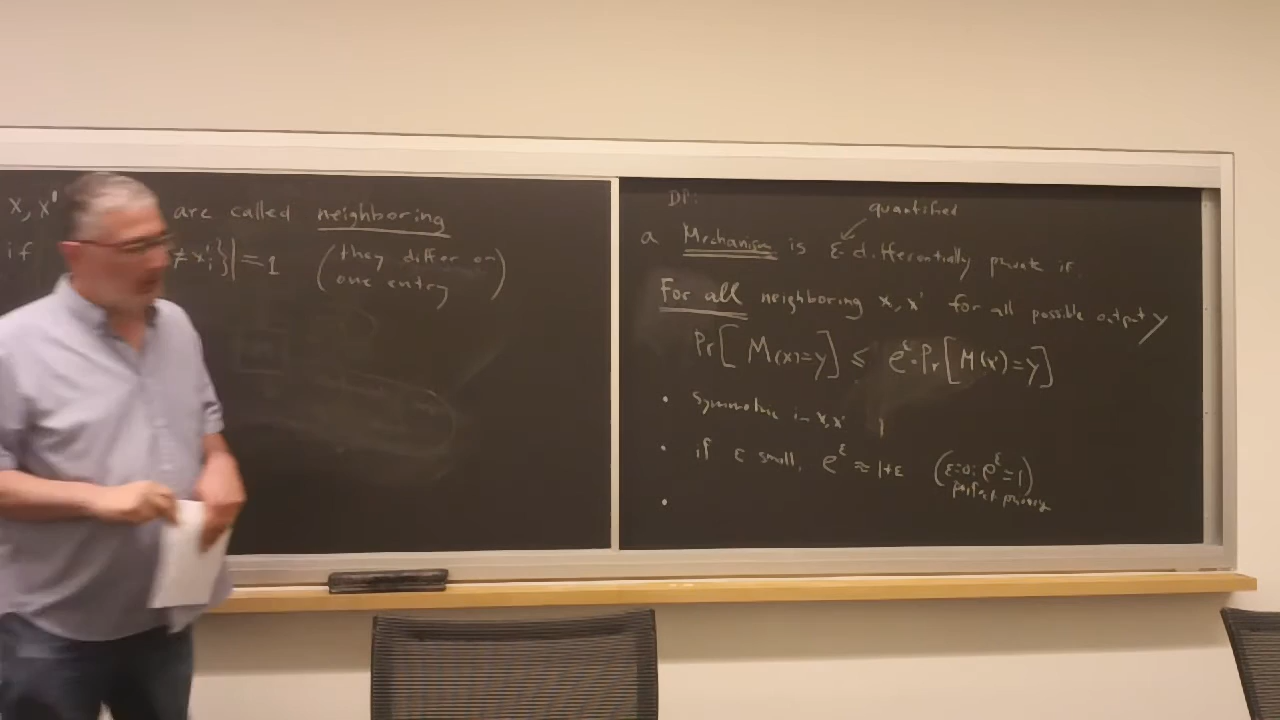 x, x' are called neighboring
if ≠x'ᵢ}|=1 (they differ on
one entry)
DP:
quantified
a Mechanism is ε differentially private if:
For all neighboring x, x' for all possible output y
Pr[M(x)=y] ≤ e^ε·Pr[M(x')=y]
• Symmetric in x,x'
• if ε small, e^ε ≈ 1+ε (ε=0: e^ε=1)
perfect privacy
•